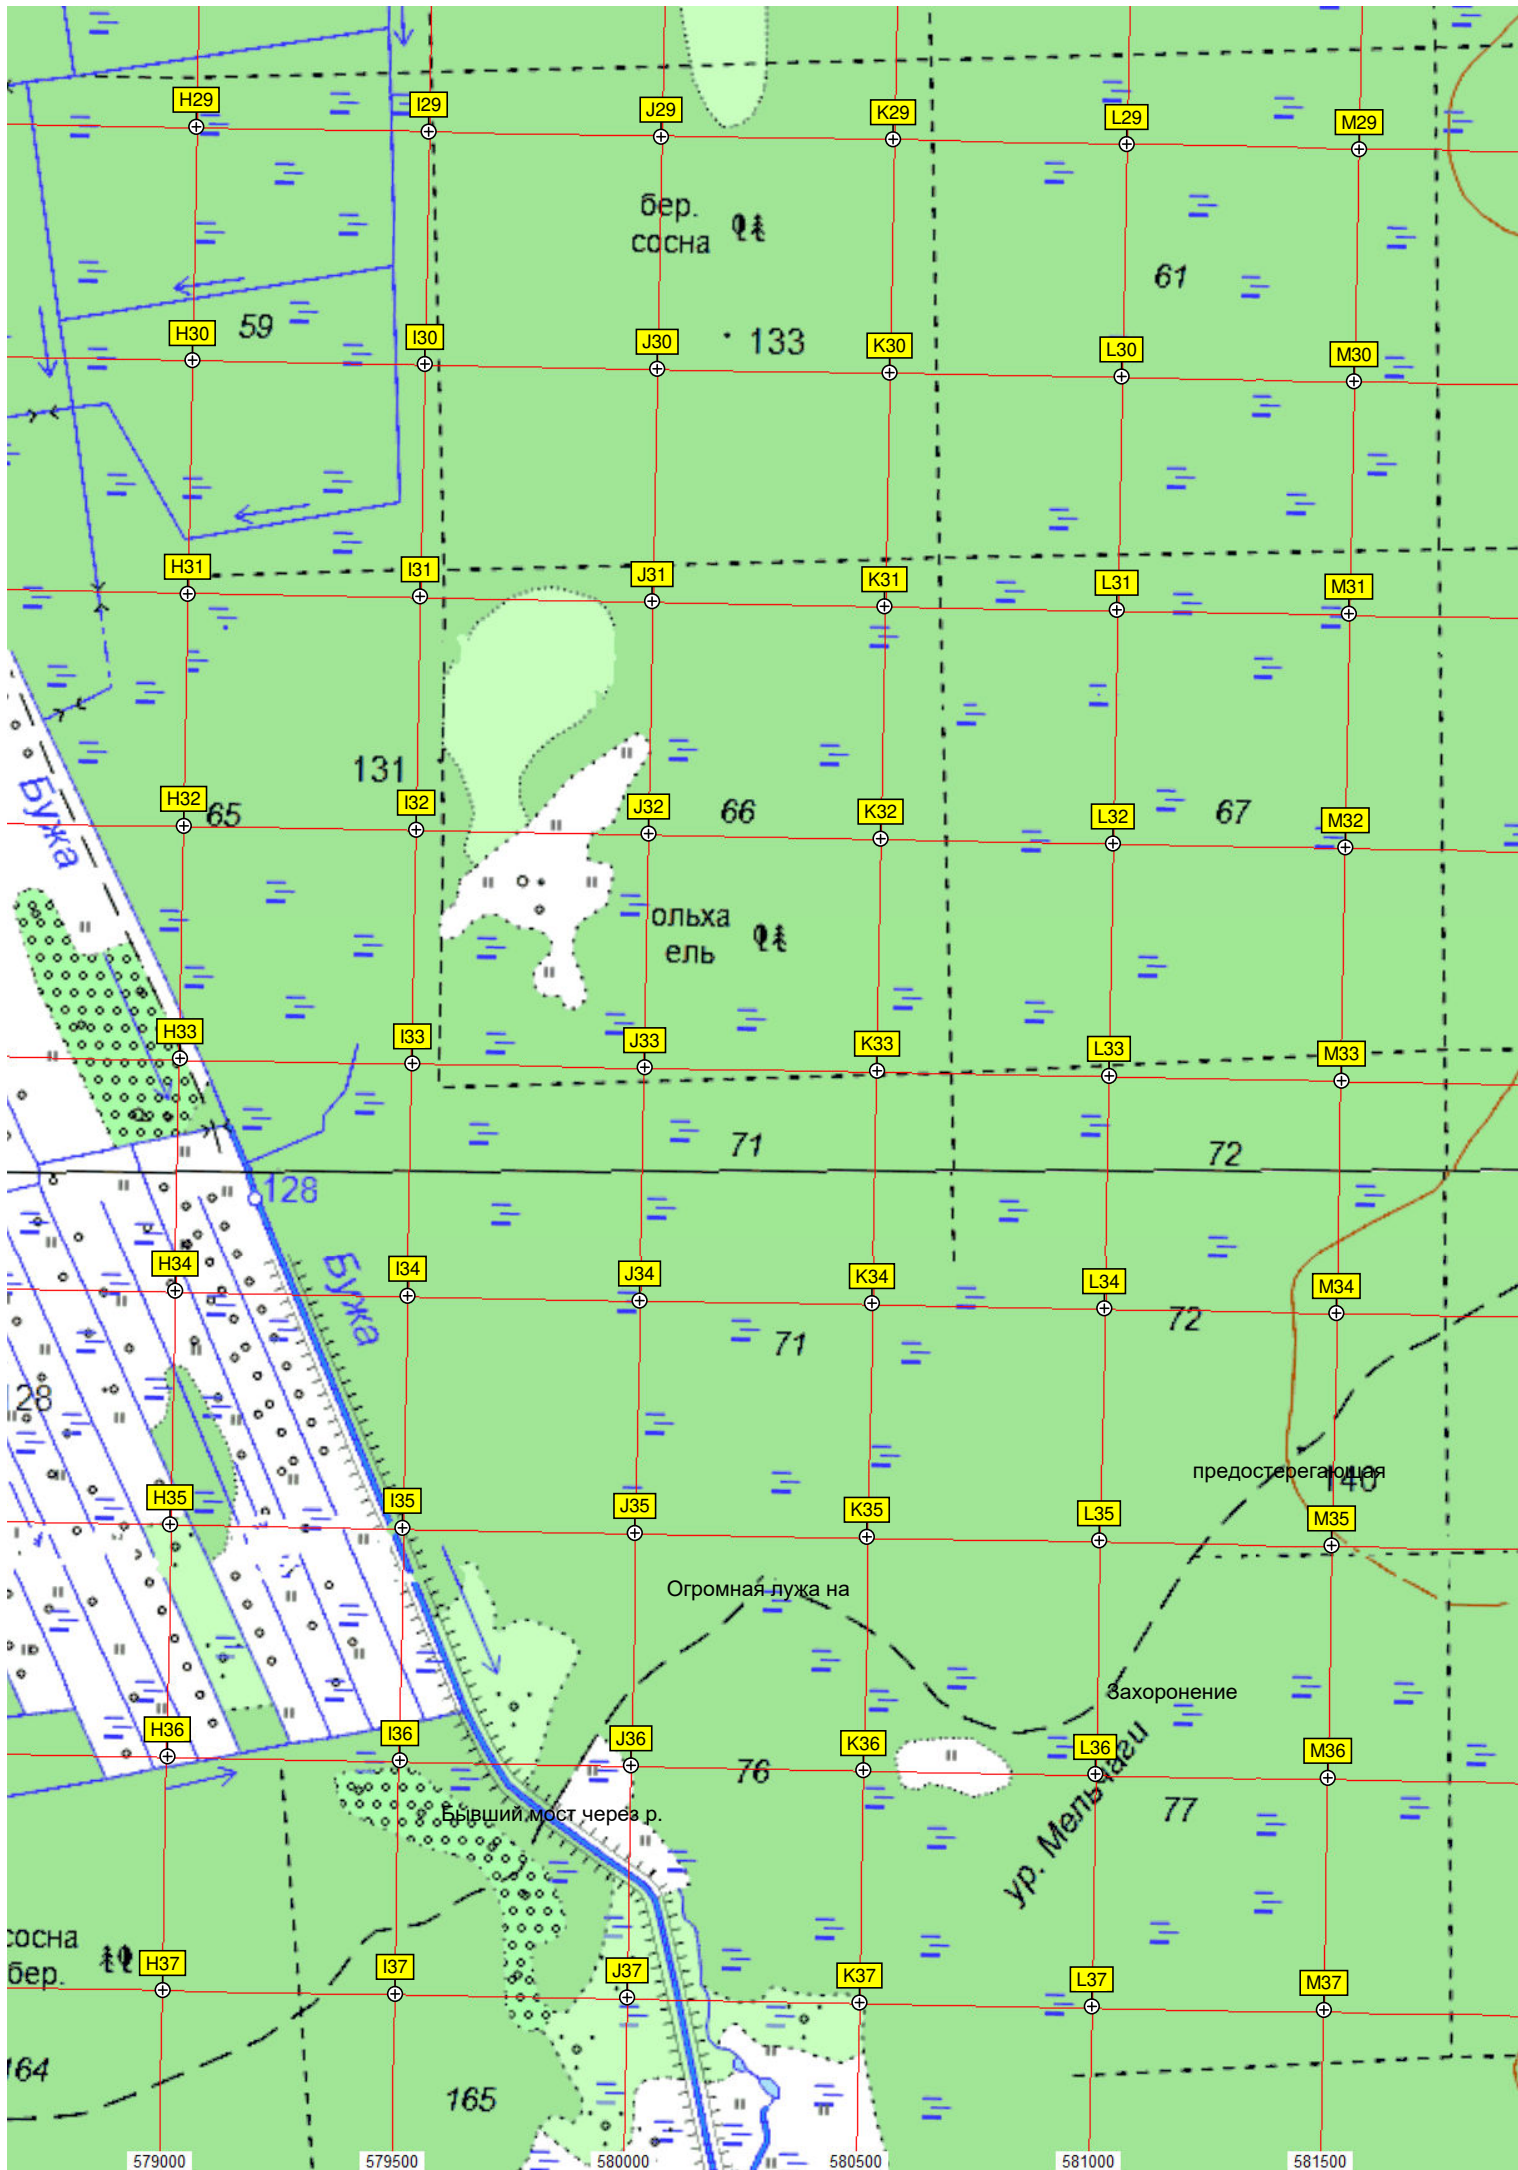 H29
I29
J29
K29
L29
M29
бер.
сосна
61
59
133
H30
I30
J30
K30
L30
M30
H31
I31
J31
K31
L31
M31
131
Бужа
H32
65
I32
J32
66
K32
L32
67
M32
ольха
ель
H33
I33
J33
K33
L33
M33
71
72
128
Бужа
H34
I34
J34
K34
L34
M34
72
71
128
предостерегающая
140
H35
I35
J35
K35
L35
M35
Огромная лужа на
Захоронение
H36
I36
J36
K36
L36
M36
76
77
ур. Мельчаги
Бывший мост через р.
сосна
бер.
H37
I37
J37
K37
L37
M37
164
165
579000
579500
580000
580500
581000
581500